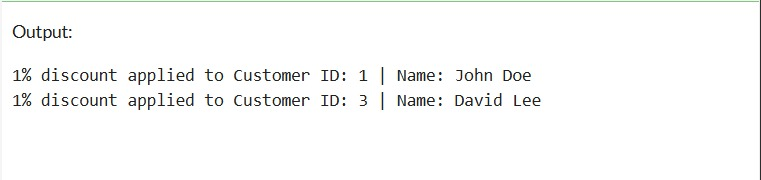 Output:
1% discount applied to Customer ID: 1 | Name: John Doe
1% discount applied to Customer ID: 3 | Name: David Lee